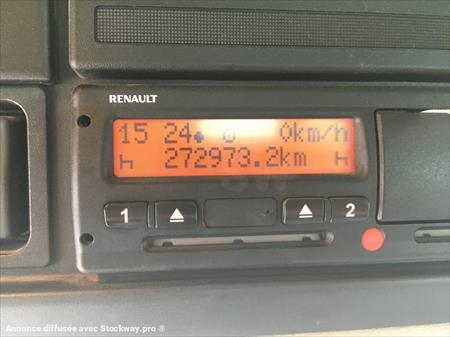 RENAULT
15 24 0km/h
h 272973.2km h
1 2
Annonce diffusée avec Stockway.pro ®